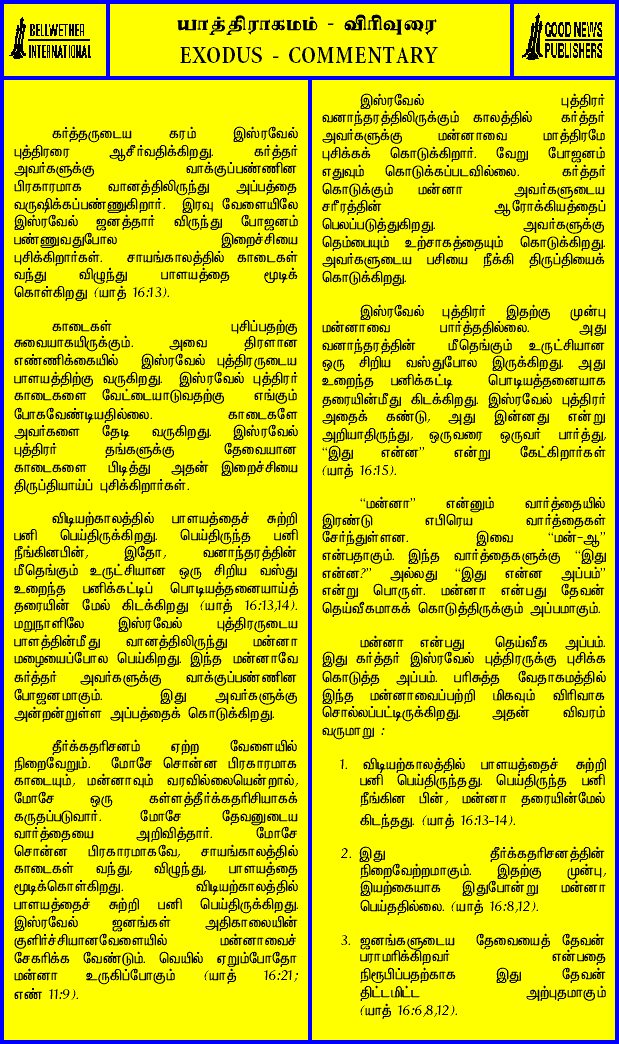 BELLWETHER
INTERNATIONAL
யாத்திராகமம் - விரிவுரை
EXODUS - COMMENTARY
GOOD NEWS
PUBLISHERS
கர்த்தருடைய கரம் இஸ்ரவேல்
புத்திரரை ஆசீர்வதிக்கிறது. கர்த்தர்
அவர்களுக்கு வாக்குப்பண்ணின
பிரகாரமாக வானத்திலிருந்து அப்பத்தை
வருஷிக்கப்பண்ணுகிறார். இரவு வேளையிலே
இஸ்ரவேல் ஜனத்தார் விருந்து போஜனம்
பண்ணுவதுபோல இறைச்சியை
புசிக்கிறார்கள். சாயங்காலத்தில் காடைகள்
வந்து விழுந்து பாளயத்தை மூடிக்
கொள்கிறது (யாத் 16:13).
காடைகள் புசிப்பதற்கு
சுவையாகயிருக்கும். அவை திரளான
எண்ணிக்கையில் இஸ்ரவேல் புத்திரருடைய
பாளயத்திற்கு வருகிறது. இஸ்ரவேல் புத்திரர்
காடைகளை வேட்டையாடுவதற்கு எங்கும்
போகவேண்டியதில்லை. காடைகளே
அவர்களை தேடி வருகிறது. இஸ்ரவேல்
புத்திரர் தங்களுக்கு தேவையான
காடைகளை பிடித்து அதன் இறைச்சியை
திருப்தியாய்ப் புசிக்கிறார்கள்.
விடியற்காலத்தில் பாளயத்தைச் சுற்றி
பனி பெய்திருக்கிறது. பெய்திருந்த பனி
நீங்கினபின், இதோ, வனாந்தரத்தின்
மீதெங்கும் உருட்சியான ஒரு சிறிய வஸ்து
உறைந்த பனிக்கட்டிப் பொடியத்தனையாய்த்
தரையின் மேல் கிடக்கிறது (யாத் 16:13,14).
மறுநாளிலே இஸ்ரவேல் புத்திரருடைய
பாளத்தின்மீது வானத்திலிருந்து மன்னா
மழையைப்போல பெய்கிறது. இந்த மன்னாவே
கர்த்தர் அவர்களுக்கு வாக்குப்பண்ணின
போஜனமாகும். இது அவர்களுக்கு
அன்றன்றுள்ள அப்பத்தைக் கொடுக்கிறது.
தீர்க்கதரிசனம் ஏற்ற வேளையில்
நிறைவேறும். மோசே சொன்ன பிரகாரமாக
காடையும், மன்னாவும் வரவில்லையென்றால்,
மோசே ஒரு கள்ளத்தீர்க்கதரிசியாகக்
கருதப்படுவார். மோசே தேவனுடைய
வார்த்தையை அறிவித்தார். மோசே
சொன்ன பிரகாரமாகவே, சாயங்காலத்தில்
காடைகள் வந்து, விழுந்து, பாளயத்தை
மூடிக்கொள்கிறது. விடியற்காலத்தில்
பாளயத்தைச் சுற்றி பனி பெய்திருக்கிறது.
இஸ்ரவேல் ஜனங்கள் அதிகாலையின்
குளிர்ச்சியானவேளையில் மன்னாவைச்
சேகரிக்க வேண்டும். வெயில் ஏறும்போதோ
மன்னா உருகிப்போகும் (யாத் 16:21;
எண் 11:9).
இஸ்ரவேல் புத்திரர்
வனாந்தரத்திலிருக்கும் காலத்தில் கர்த்தர்
அவர்களுக்கு மன்னாவை மாத்திரமே
புசிக்கக் கொடுக்கிறார். வேறு போஜனம்
எதுவும் கொடுக்கப்படவில்லை. கர்த்தர்
கொடுக்கும் மன்னா அவர்களுடைய
சரீரத்தின் ஆரோக்கியத்தைப்
பெலப்படுத்துகிறது. அவர்களுக்கு
தெம்பையும் உற்சாகத்தையும் கொடுக்கிறது.
அவர்களுடைய பசியை நீக்கி திருப்தியைக்
கொடுக்கிறது.
இஸ்ரவேல் புத்திரர் இதற்கு முன்பு
மன்னாவை பார்த்ததில்லை. அது
வனாந்தரத்தின் மீதெங்கும் உருட்சியான
ஒரு சிறிய வஸ்துபோல இருக்கிறது. அது
உறைந்த பனிக்கட்டி பொடியத்தனையாக
தரையின்மீது கிடக்கிறது. இஸ்ரவேல் புத்திரர்
அதைக் கண்டு, அது இன்னது என்று
அறியாதிருந்து, ஒருவரை ஒருவர் பார்த்து,
“இது என்ன” என்று கேட்கிறார்கள்
(யாத் 16:15).
“மன்னா” என்னும் வார்த்தையில்
இரண்டு எபிரெய வார்த்தைகள்
சேர்ந்துள்ளன. இவை “மன்-ஆ”
என்பதாகும். இந்த வார்த்தைகளுக்கு “இது
என்ன?” அல்லது “இது என்ன அப்பம்”
என்று பொருள். மன்னா என்பது தேவன்
தெய்வீகமாகக் கொடுத்திருக்கும் அப்பமாகும்.
மன்னா என்பது தெய்வீக அப்பம்.
இது கர்த்தர் இஸ்ரவேல் புத்திரருக்கு புசிக்க
கொடுத்த அப்பம். பரிசுத்த வேதாகமத்தில்
இந்த மன்னாவைப்பற்றி மிகவும் விரிவாக
சொல்லப்பட்டிருக்கிறது. அதன் விவரம்
வருமாறு :
1. விடியற்காலத்தில் பாளயத்தைச் சுற்றி
பனி பெய்திருந்தது. பெய்திருந்த பனி
நீங்கின பின், மன்னா தரையின்மேல்
கிடந்தது. (யாத் 16:13-14).
2. இது தீர்க்கதரிசனத்தின்
நிறைவேற்றமாகும். இதற்கு முன்பு,
இயற்கையாக இதுபோன்று மன்னா
பெய்ததில்லை. (யாத் 16:8,12).
3. ஜனங்களுடைய தேவையைத் தேவன்
பராமரிக்கிறவர் என்பதை
நிரூபிப்பதற்காக இது தேவன்
திட்டமிட்ட அற்புதமாகும்
(யாத் 16:6,8,12).